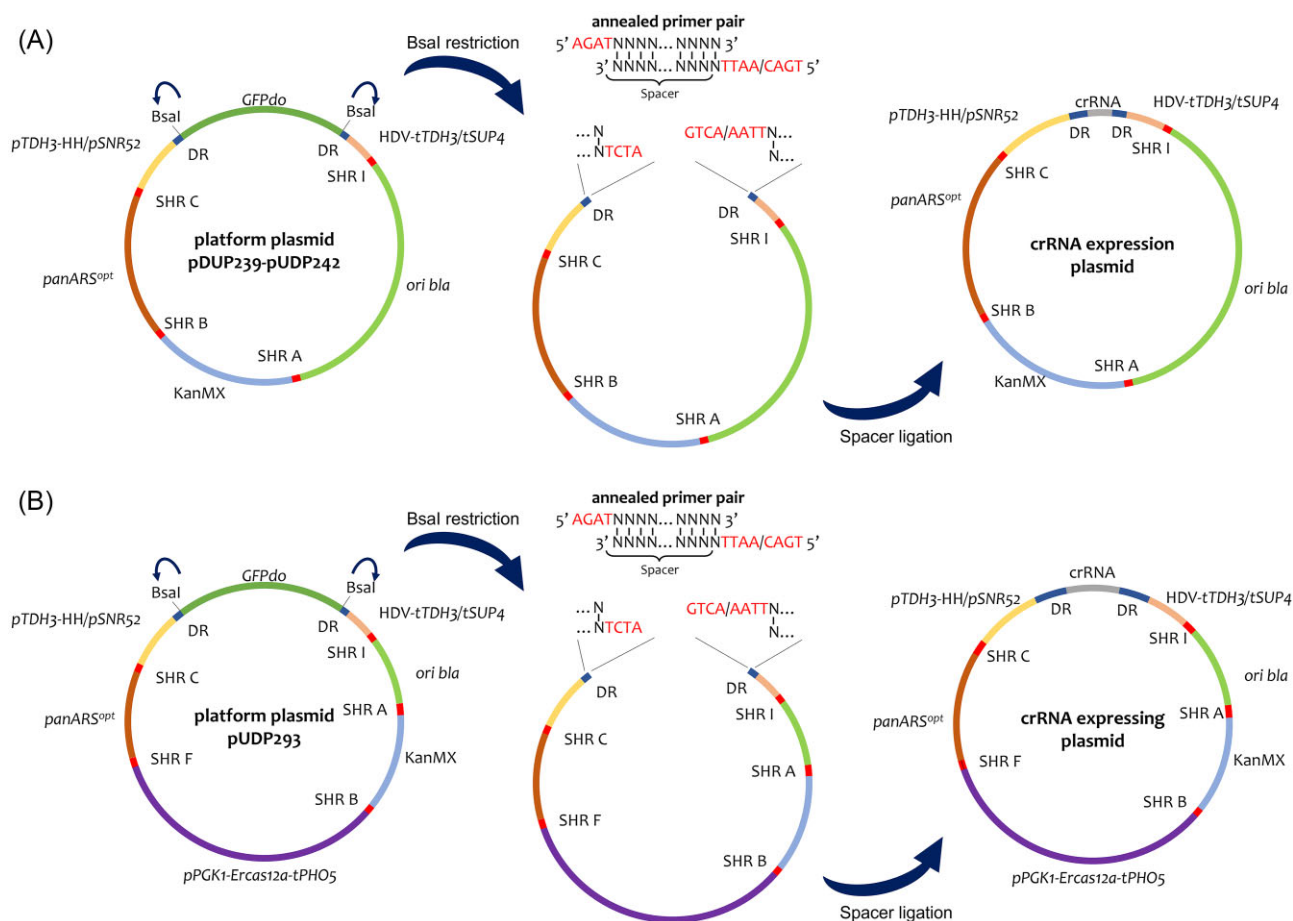 (A)
BsaI restriction
annealed primer pair
5’ AGATNNNN...NNNN 3’
3’NNNN...NNNNTTAA/CAGT 5’
Spacer
GFPdo
BsaI
BsaI
pTDH3-HH/pSNR52
DR
DR
HDV-tTDH3/tSUP4
SHR I
SHR C
platform plasmid
pDUP239-pUDP242
panARSopt
ori bla
SHR B
SHR A
KanMX
...N
...NTCTA
GTCA/AATTN...
N...
DR
DR
SHR I
SHR C
SHR B
SHR A
Spacer ligation
crRNA
HDV-tTDH3/tSUP4
pTDH3-HH/pSNR52
DR
DR
SHR I
SHR C
panARSopt
crRNA expression
plasmid
ori bla
SHR B
SHR A
KanMX
(B)
BsaI restriction
annealed primer pair
5’ AGATNNNN...NNNN 3’
3’NNNN...NNNNTTAA/CAGT 5’
Spacer
GFPdo
BsaI
BsaI
pTDH3-HH/pSNR52
DR
DR
HDV-tTDH3/tSUP4
SHR I
SHR C
ori bla
panARSopt
platform plasmid
pUDP293
SHR A
KanMX
SHR F
SHR B
pPGK1-Ercas12a-tPHO5
...N
...NTCTA
GTCA/AATTN...
N...
DR
DR
SHR I
SHR C
SHR A
SHR F
SHR B
Spacer ligation
crRNA
pTDH3-HH/pSNR52
DR
DR
HDV-tTDH3/tSUP4
SHR I
SHR C
ori bla
panARSopt
crRNA expressing
plasmid
SHR A
KanMX
SHR F
SHR B
pPGK1-Ercas12a-tPHO5